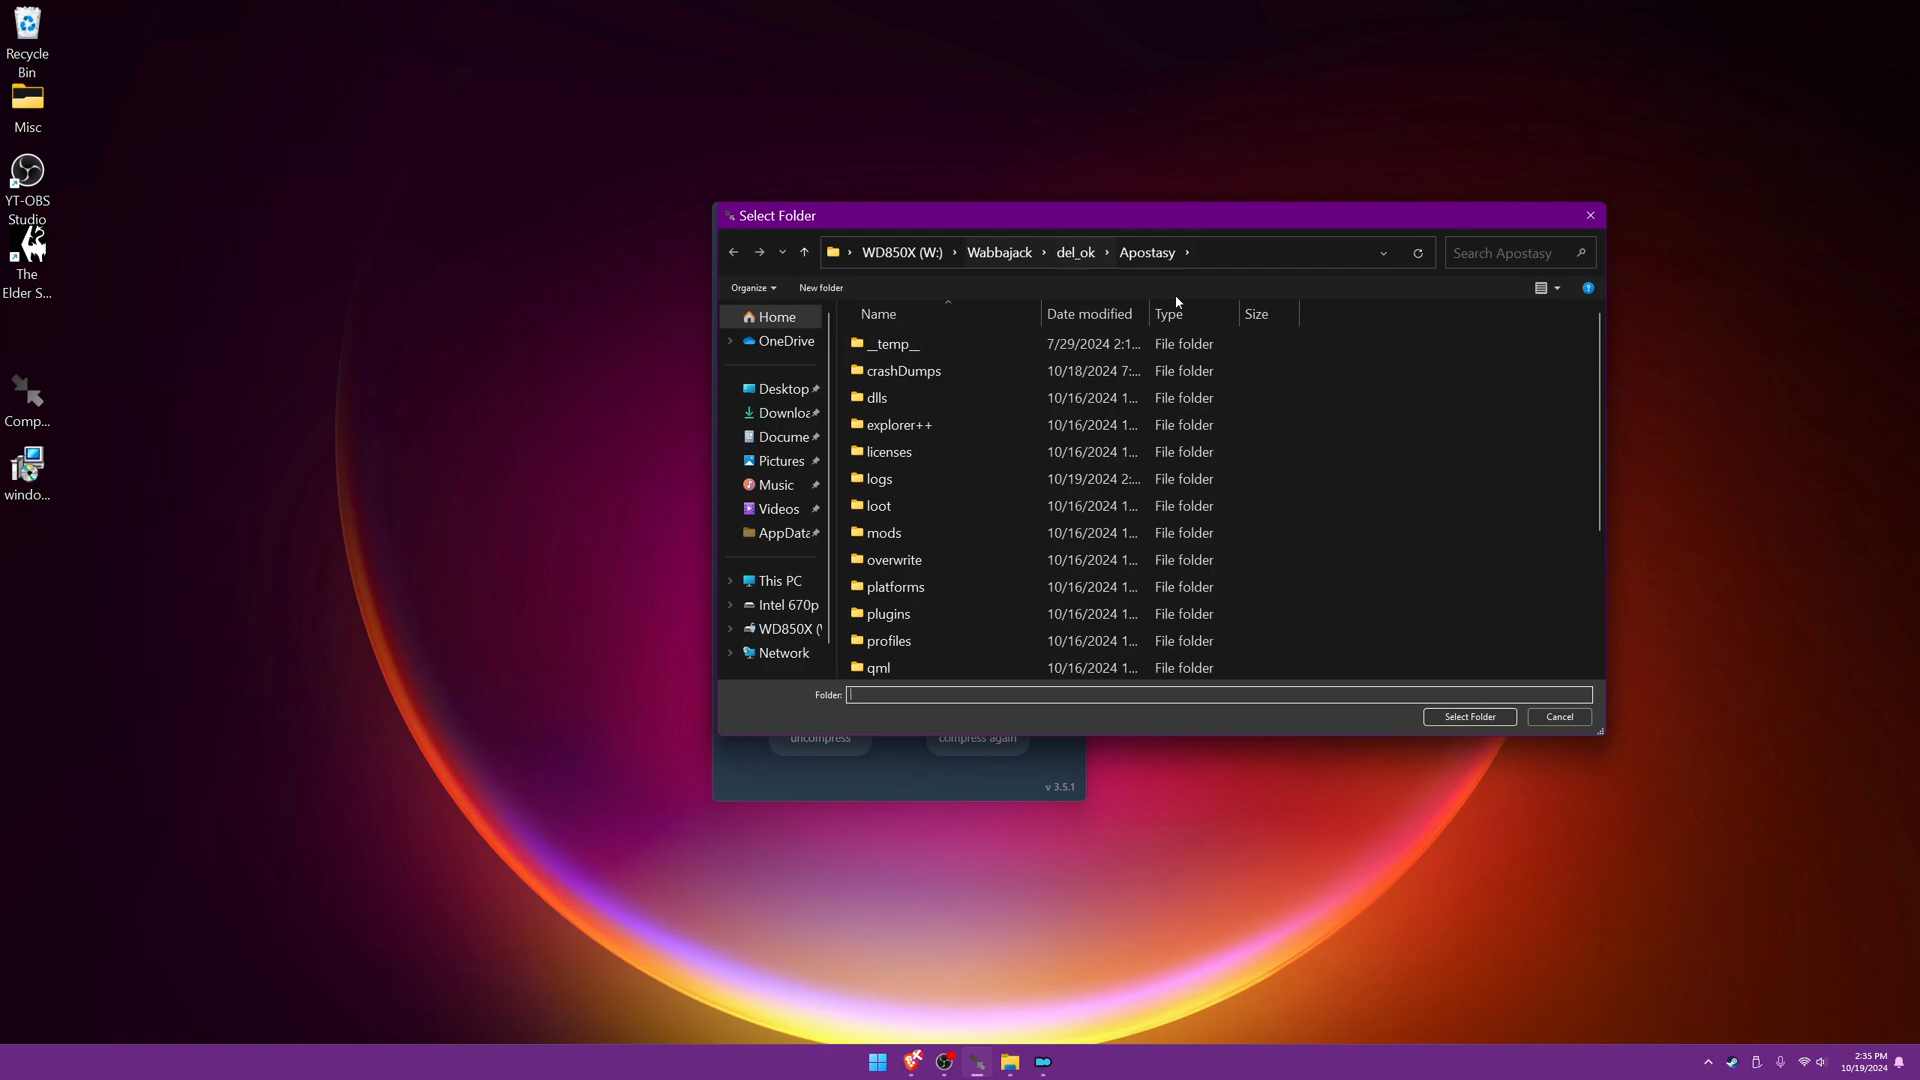 Recycle
Bin
Misc
YT-OBS
Studio
The
Elder S...
Comp...
windo...
Select Folder
WD850X (W:) › Wabbajack › del_ok › Apostasy ›
Search Apostasy
Organize
New folder
Home
OneDrive
Desktop
Downloa
Docume
Pictures
Music
Videos
AppData
This PC
Intel 670p
WD850X (W
Network
Name Date modified Type Size
__temp__ 7/29/2024 2:1... File folder
crashDumps 10/18/2024 7:... File folder
dlls 10/16/2024 1... File folder
explorer++ 10/16/2024 1... File folder
licenses 10/16/2024 1... File folder
logs 10/19/2024 2:... File folder
loot 10/16/2024 1... File folder
mods 10/16/2024 1... File folder
overwrite 10/16/2024 1... File folder
platforms 10/16/2024 1... File folder
plugins 10/16/2024 1... File folder
profiles 10/16/2024 1... File folder
qml 10/16/2024 1... File folder
Folder:
Select Folder Cancel
uncompress compress again
v 3.5.1
2:35 PM
10/19/2024